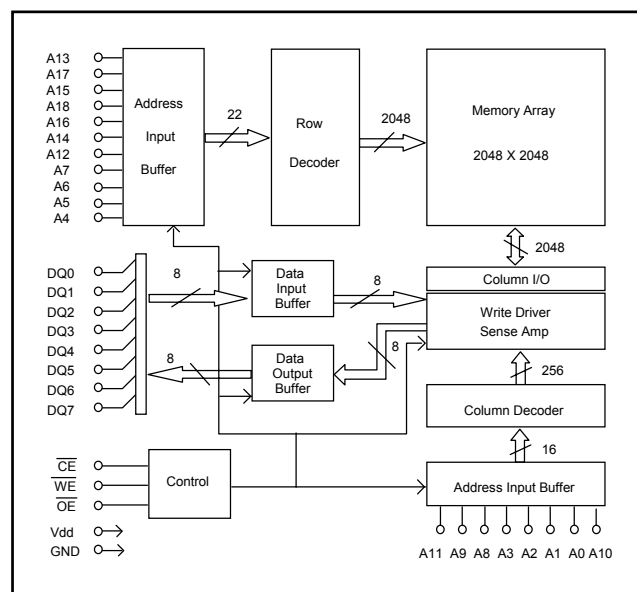 A13
A17
A15
A18
A16
A14
A12
A7
A6
A5
A4
Address
Input
Buffer
22
Row
Decoder
2048
Memory Array
2048 X 2048
2048
DQ0
DQ1
DQ2
DQ3
DQ4
DQ5
DQ6
DQ7
8
Data
Input
Buffer
8
Column I/O
Write Driver
Sense Amp
8
Data
Output
Buffer
8
256
Column Decoder
16
CE
WE
OE
Control
Address Input Buffer
Vdd
GND
A11 A9 A8 A3 A2 A1 A0 A10